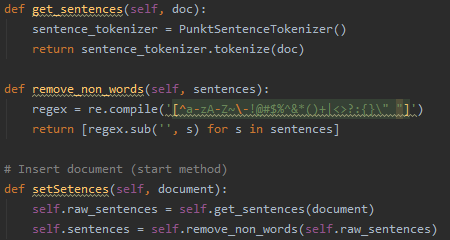 def get_sentences(self, doc):
    sentence_tokenizer = PunktSentenceTokenizer()
    return sentence_tokenizer.tokenize(doc)

def remove_non_words(self, sentences):
    regex = re.compile('[^a-zA-Z~\-!@#$%^&*()+|<>?:{}\" "]')
    return [regex.sub('', s) for s in sentences]

# Insert document (start method)
def setSetences(self, document):
    self.raw_sentences = self.get_sentences(document)
    self.sentences = self.remove_non_words(self.raw_sentences)